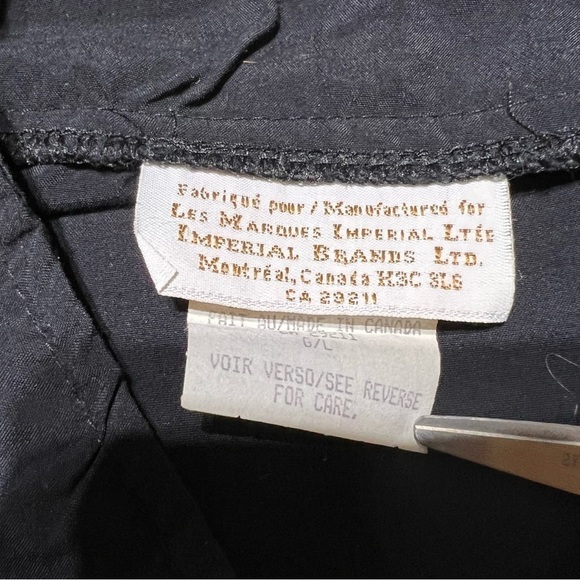 Fabriqué pour/Manufactured for
LES MARQUES IMPERIAL LTÉE
IMPERIAL BRANDS LTD.
Montréal, Canada H3C 3L6
CA 29211
FAIT AU/MADE IN CANADA
G/L
VOIR VERSO/SEE REVERSE
FOR CARE.